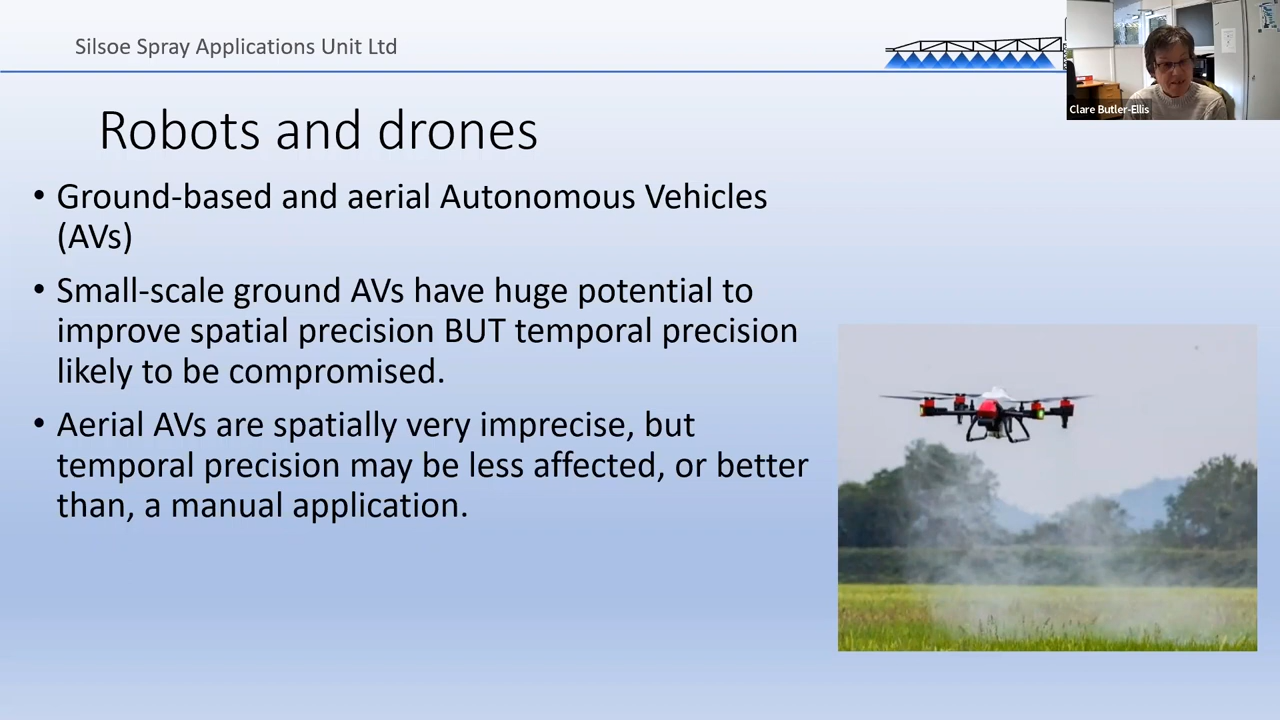 Silsoe Spray Applications Unit Ltd
Clare Butler-Ellis
Robots and drones
• Ground-based and aerial Autonomous Vehicles
(AVs)
• Small-scale ground AVs have huge potential to
improve spatial precision BUT temporal precision
likely to be compromised.
• Aerial AVs are spatially very imprecise, but
temporal precision may be less affected, or better
than, a manual application.